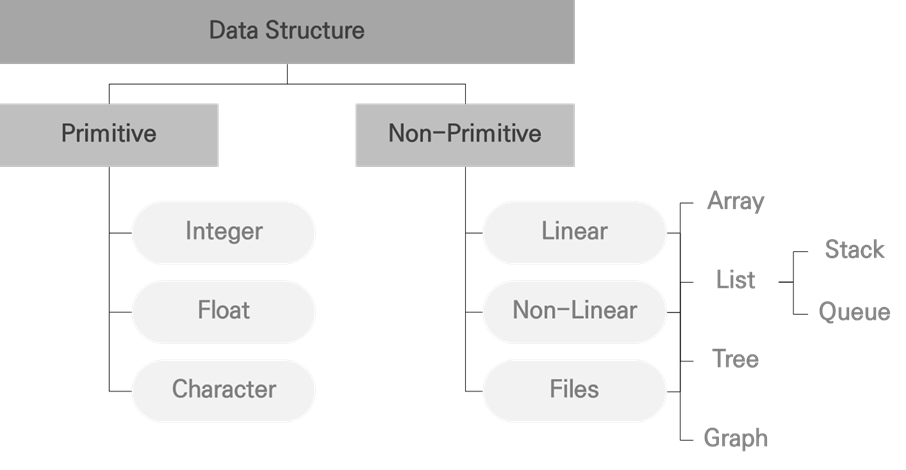 Data Structure
Primitive
Non-Primitive
Integer
Float
Character
Linear
Non-Linear
Files
Array
List
Tree
Graph
Stack
Queue